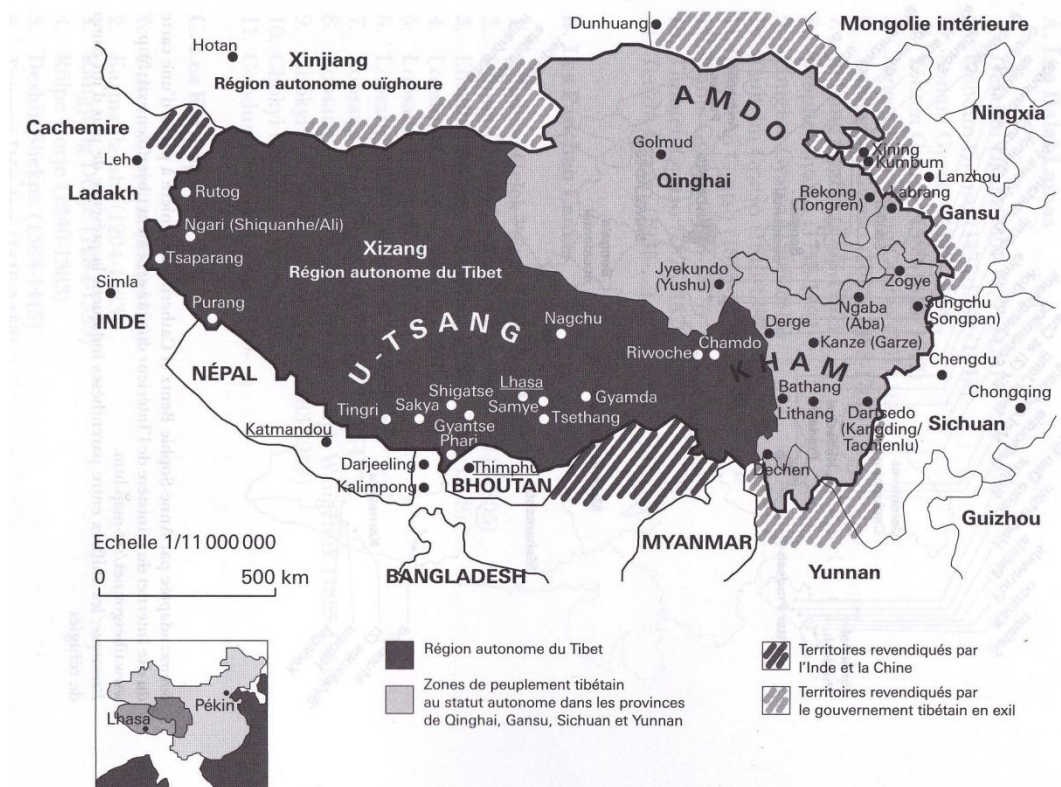 Dunhuang
Mongolie intérieure
Hotan
Xinjiang
Région autonome ouïghoure
AMDO
Ningxia
Cachemire
Leh
Ladakh
Golmud
Qinghai
Xining
Kumbum
Lanzhou
Rutog
Rekong
(Tongren)
Labrang
Gansu
Ngari (Shiquanhe/Ali)
Xizang
Région autonome du Tibet
Tsaparang
Simla
INDE
Purang
Jyekundo
(Yushu)
Zogye
Ngaba
(Aba)
Sungchu
(Songpan)
U-TSANG
Nagchu
Derge
Kanze (Garze)
Riwoche
Chamdo
KHAM
Chengdu
NÉPAL
Shigatse
Lhasa
Gyamda
Bathang
Lithang
Chongqing
Tingri
Sakya
Samye
Tsethang
Dartsedo
(Kangding/
Tachienlu)
Sichuan
Gyantse
Phari
Katmandou
Darjeeling
Thimphu
Dechen
Kalimpong
BHOUTAN
Guizhou
Echelle 1/11 000 000
0
500 km
MYANMAR
BANGLADESH
Yunnan
Pékin
Lhasa
Région autonome du Tibet
Zones de peuplement tibétain
au statut autonome dans les provinces
de Qinghai, Gansu, Sichuan et Yunnan
Territoires revendiqués par
l'Inde et la Chine
Territoires revendiqués par
le gouvernement tibétain en exil